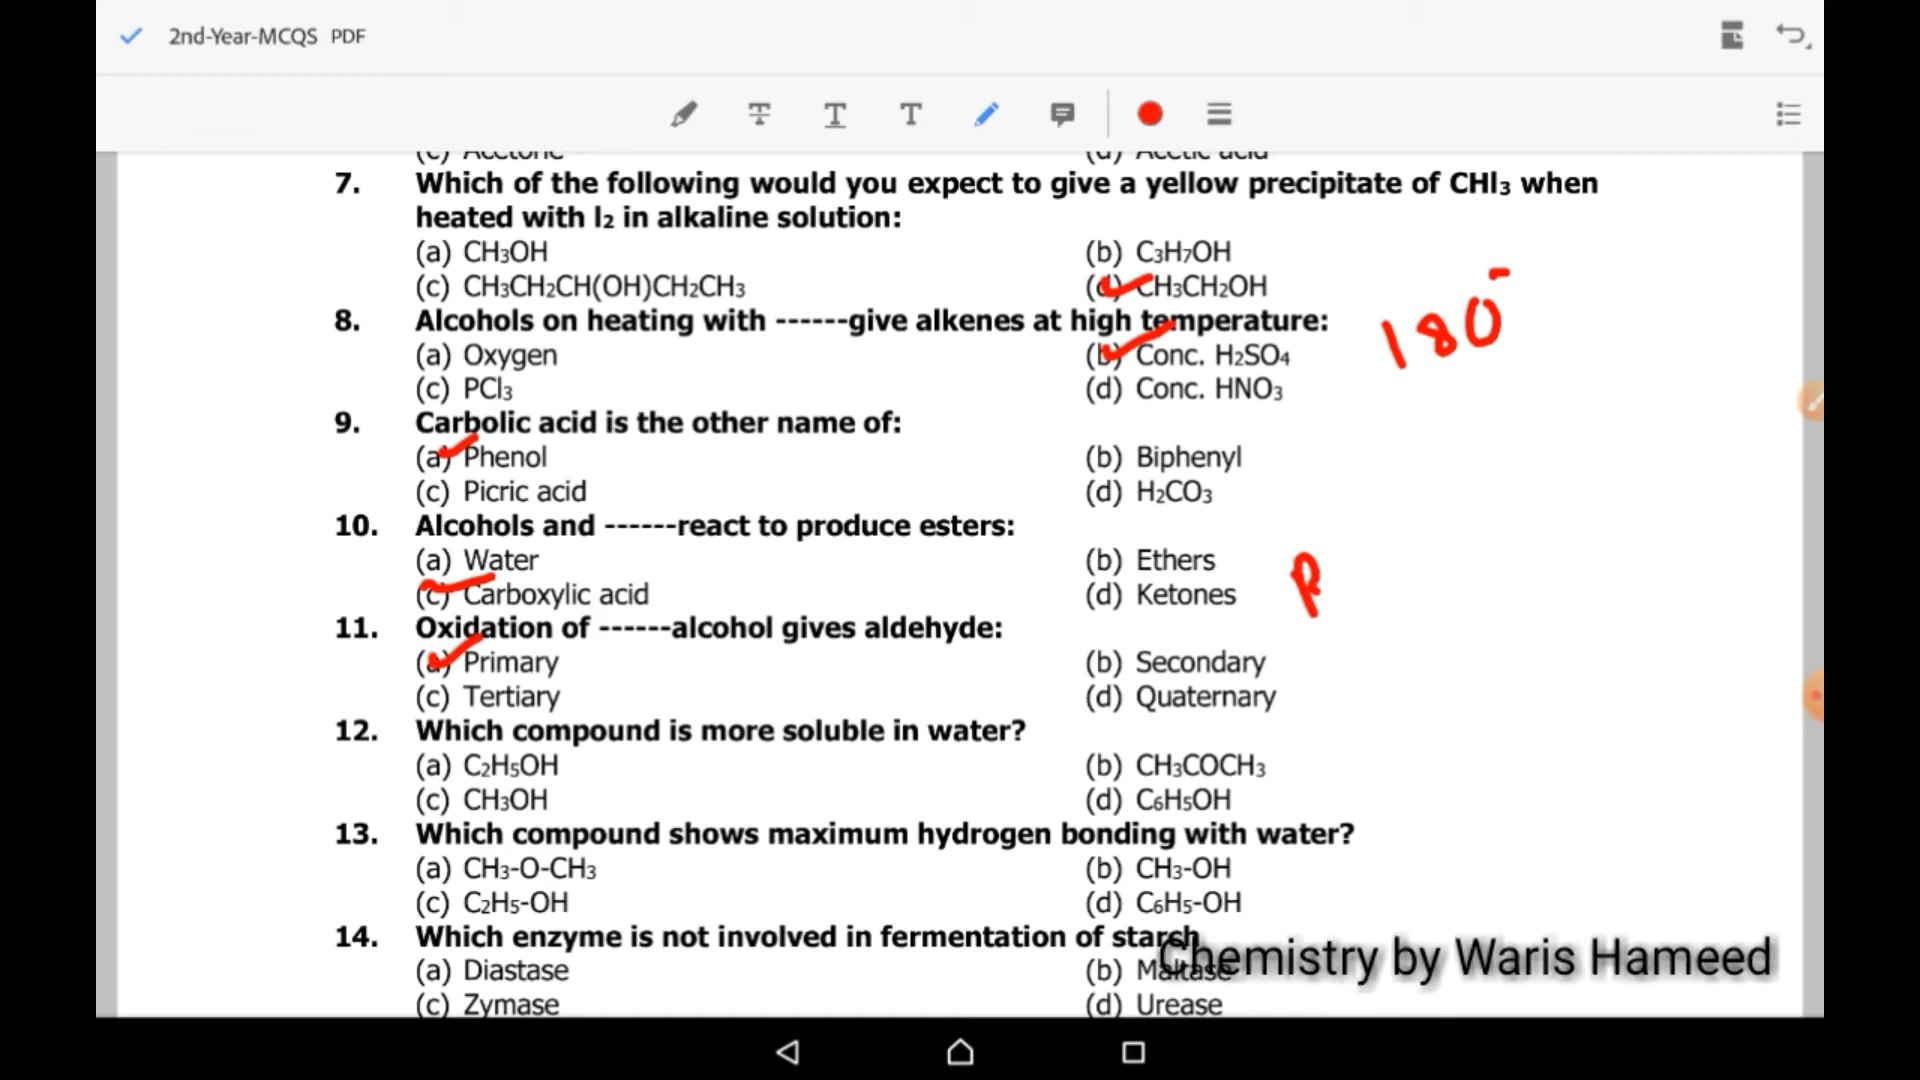 2nd-Year-MCQS PDF
(c) Acetone (d) Acetic acid
7. Which of the following would you expect to give a yellow precipitate of CHI₃ when
heated with I₂ in alkaline solution:
(a) CH₃OH (b) C₃H₇OH
(c) CH₃CH₂CH(OH)CH₂CH₃ (d) CH₃CH₂OH
8. Alcohols on heating with ------give alkenes at high temperature:
180
(a) Oxygen (b) Conc. H₂SO₄
(c) PCl₃ (d) Conc. HNO₃
9. Carbolic acid is the other name of:
(a) Phenol (b) Biphenyl
(c) Picric acid (d) H₂CO₃
10. Alcohols and ------react to produce esters:
(a) Water (b) Ethers
(c) Carboxylic acid (d) Ketones
R
11. Oxidation of ------alcohol gives aldehyde:
(a) Primary (b) Secondary
(c) Tertiary (d) Quaternary
12. Which compound is more soluble in water?
(a) C₂H₅OH (b) CH₃COCH₃
(c) CH₃OH (d) C₆H₅OH
13. Which compound shows maximum hydrogen bonding with water?
(a) CH₃-O-CH₃ (b) CH₃-OH
(c) C₂H₅-OH (d) C₆H₅-OH
14. Which enzyme is not involved in fermentation of starch
(a) Diastase (b) Maltase
Chemistry by Waris Hameed
(c) Zymase (d) Urease